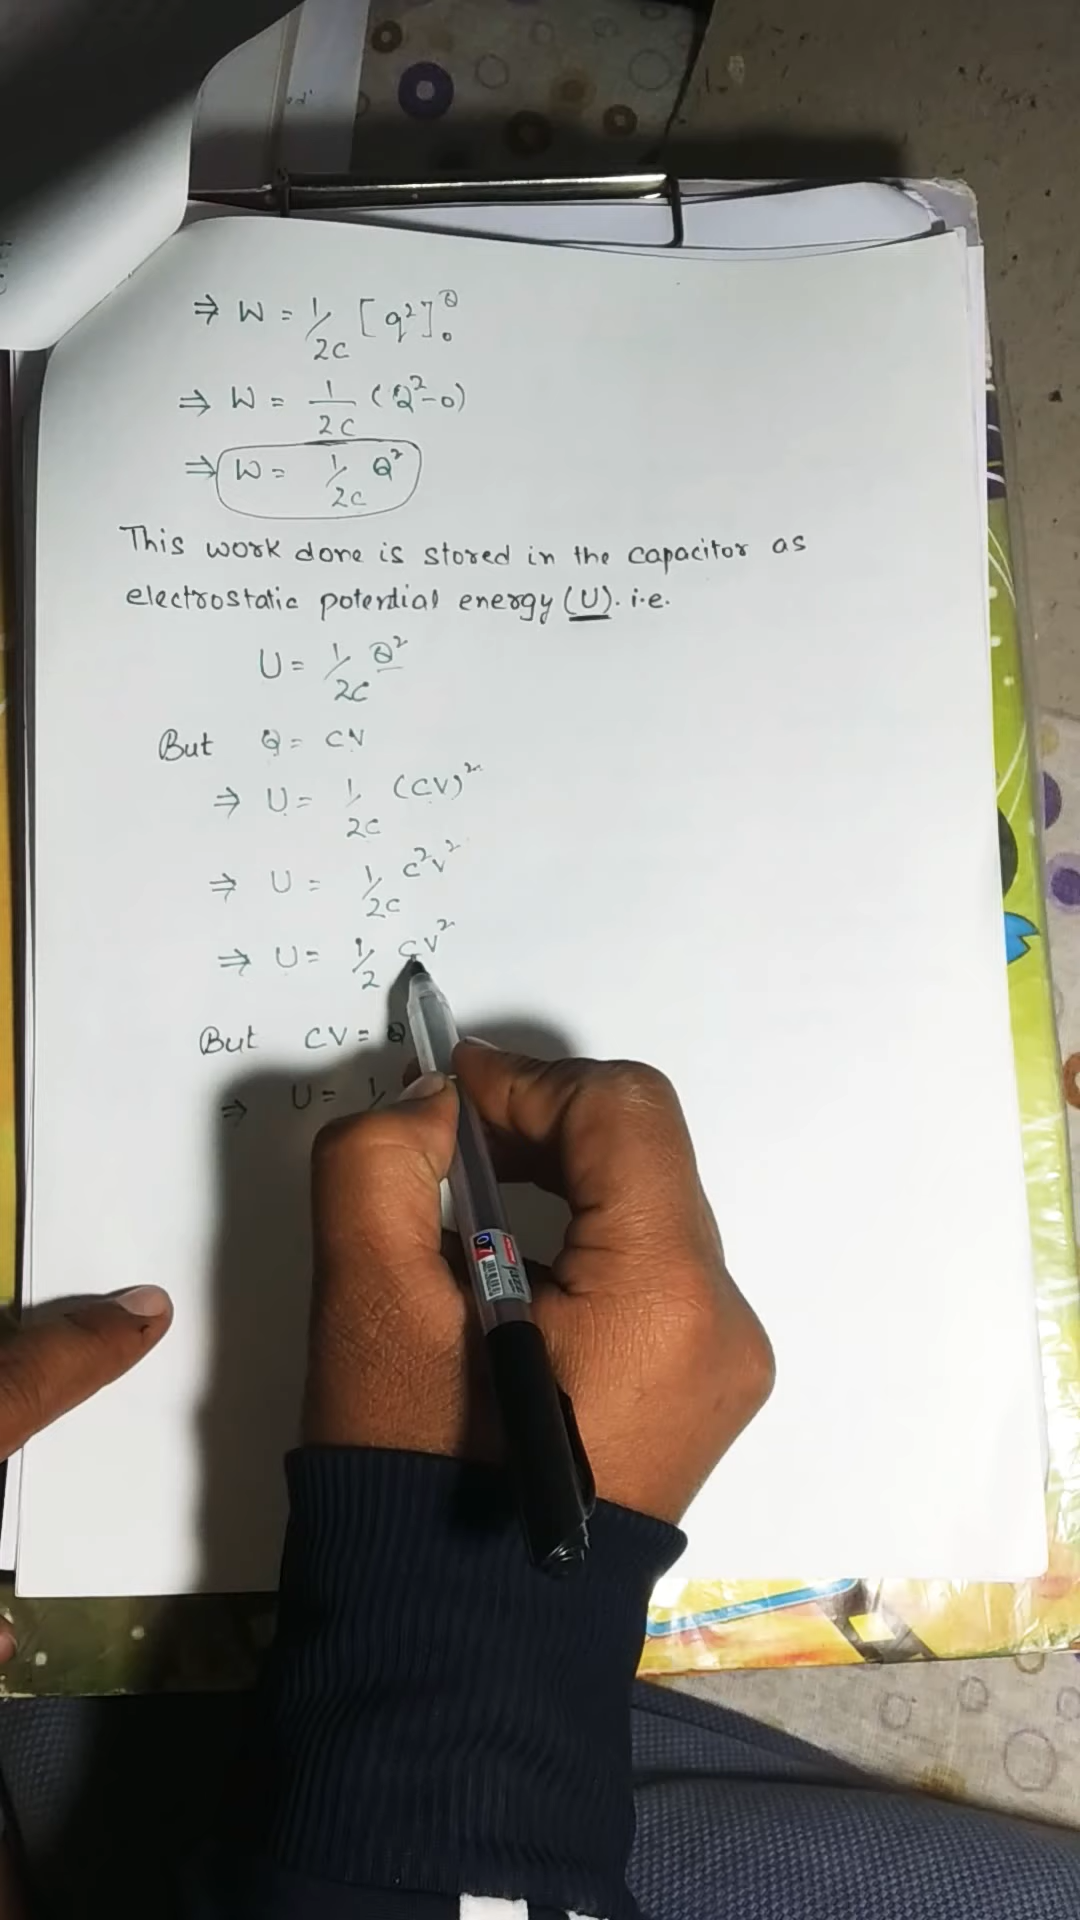 ⇒ W = 1/2C [q²]₀^Q
⇒ W = 1/2C (Q²-0)
⇒ W = 1/2C Q²
This work done is stored in the capacitor as
electrostatic potential energy (U). i.e.
U = 1/2C Q²
But Q = CV
⇒ U = 1/2C (CV)²
⇒ U = 1/2C C²V²
⇒ U = 1/2 CV²
But CV = Q
⇒ U = 1/
07